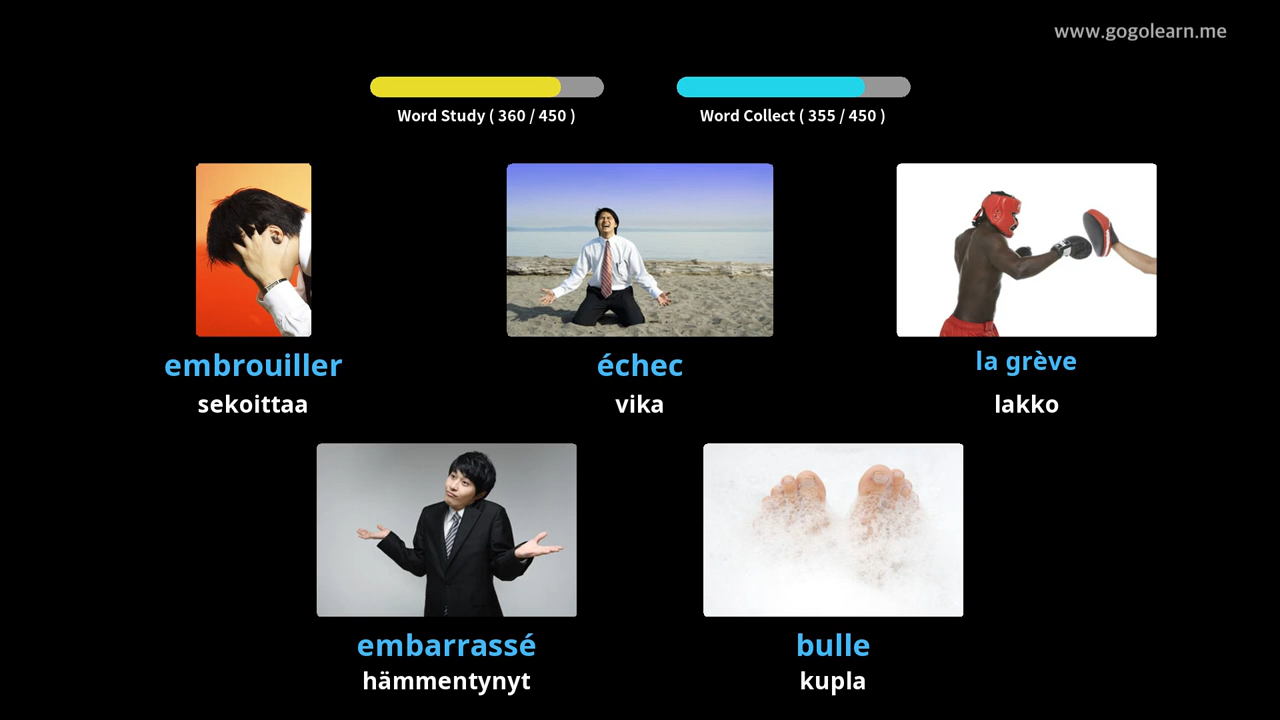 www.gogolearn.me
Word Study ( 360 / 450 )
Word Collect ( 355 / 450 )
embrouiller
sekoittaa
échec
vika
la grève
lakko
embarrassé
hämmentynyt
bulle
kupla